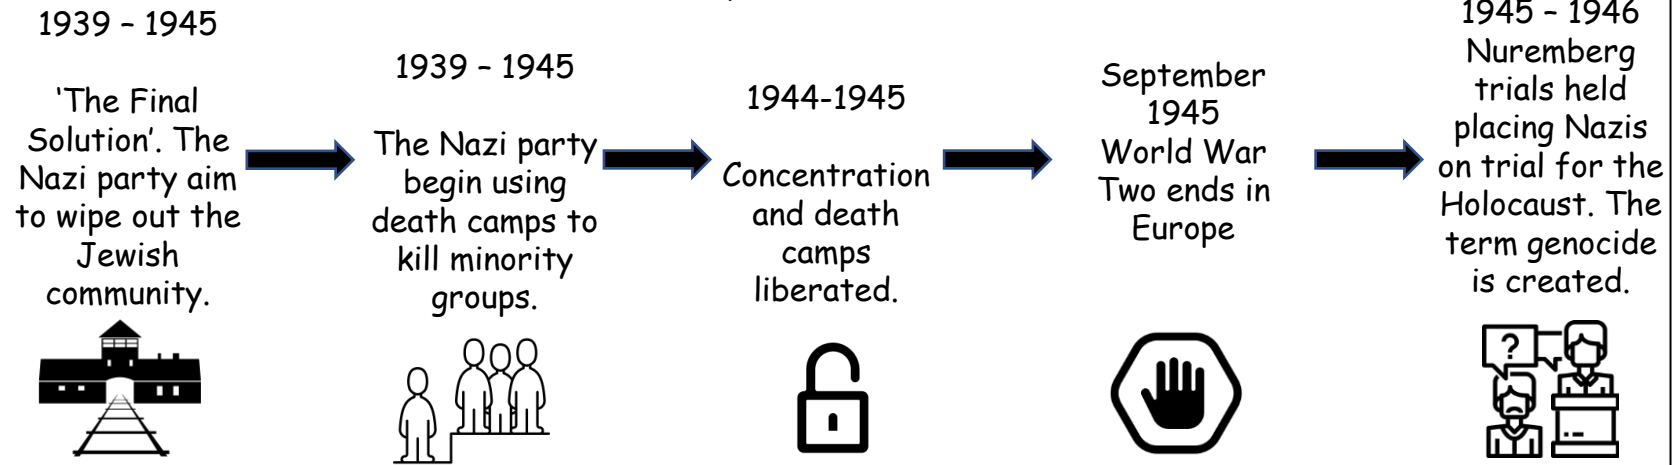 1939 – 1945
‘The Final
Solution’. The
Nazi party aim
to wipe out the
Jewish
community.
1939 – 1945
The Nazi party
begin using
death camps to
kill minority
groups.
1944-1945
Concentration
and death
camps
liberated.
September
1945
World War
Two ends in
Europe
1945 – 1946
Nuremberg
trials held
placing Nazis
on trial for the
Holocaust. The
term genocide
is created.
?